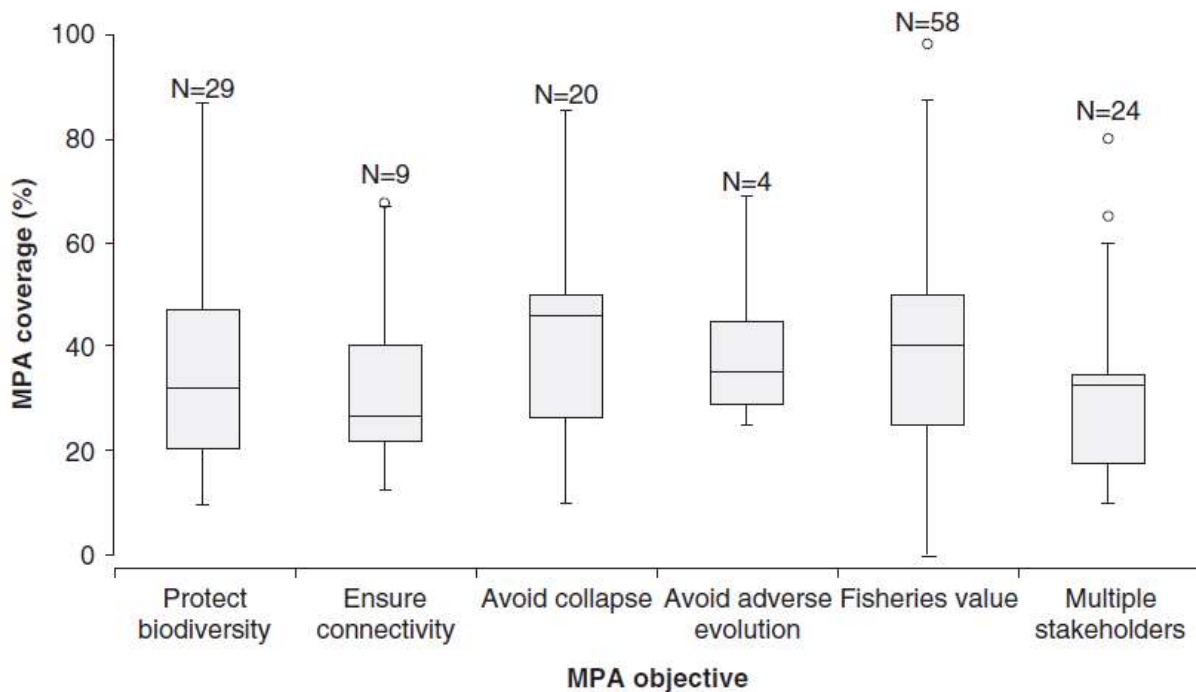 MPA coverage (%)
100
80
60
40
20
0
N=29
N=9
N=20
N=4
N=58
N=24
Protect
biodiversity
Ensure
connectivity
Avoid collapse
Avoid adverse
evolution
Fisheries value
Multiple
stakeholders
MPA objective